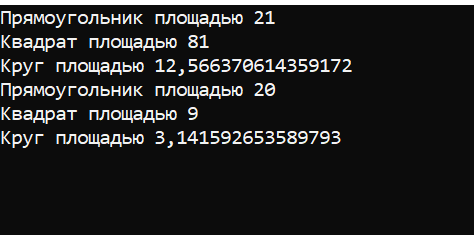 Прямоугольник площадью 21
Квадрат площадью 81
Круг площадью 12,566370614359172
Прямоугольник площадью 20
Квадрат площадью 9
Круг площадью 3,141592653589793